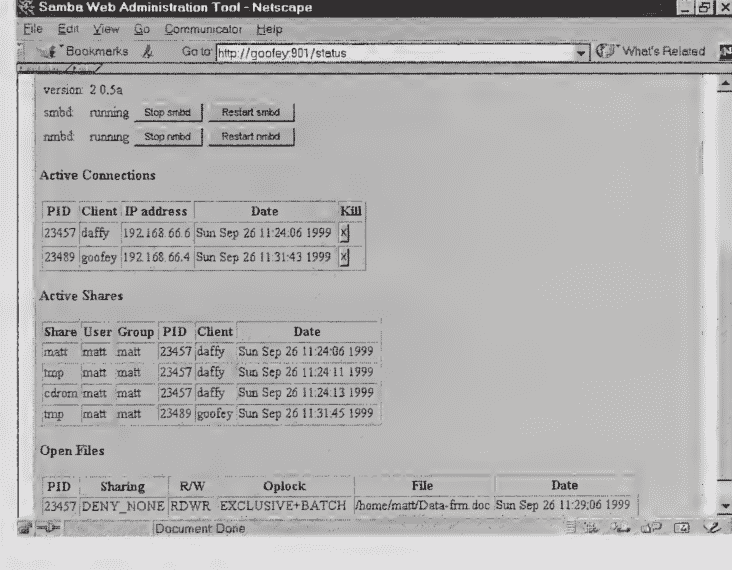 Samba Web Administration Tool - Netscape
File Edit View Go Communicator Help
Bookmarks Go to: http://goofey:901/status What's Related
version: 2.0.5a
smbd: running Stop smbd Restart smbd
nmbd: running Stop nmbd Restart nmbd
Active Connections
PID Client IP address Date Kill
23457 daffy 192.168.66.6 Sun Sep 26 11:24:06 1999 X
23489 goofey 192.168.66.4 Sun Sep 26 11:31:43 1999 X
Active Shares
Share User Group PID Client Date
matt matt matt 23457 daffy Sun Sep 26 11:24:06 1999
tmp matt matt 23457 daffy Sun Sep 26 11:24:11 1999
cdrom matt matt 23457 daffy Sun Sep 26 11:24:13 1999
tmp matt matt 23489 goofey Sun Sep 26 11:31:45 1999
Open Files
PID Sharing R/W Oplock File Date
23457 DENY_NONE RDWR EXCLUSIVE+BATCH /home/matt/Data-frm.doc Sun Sep 26 11:29:06 1999
Document: Done